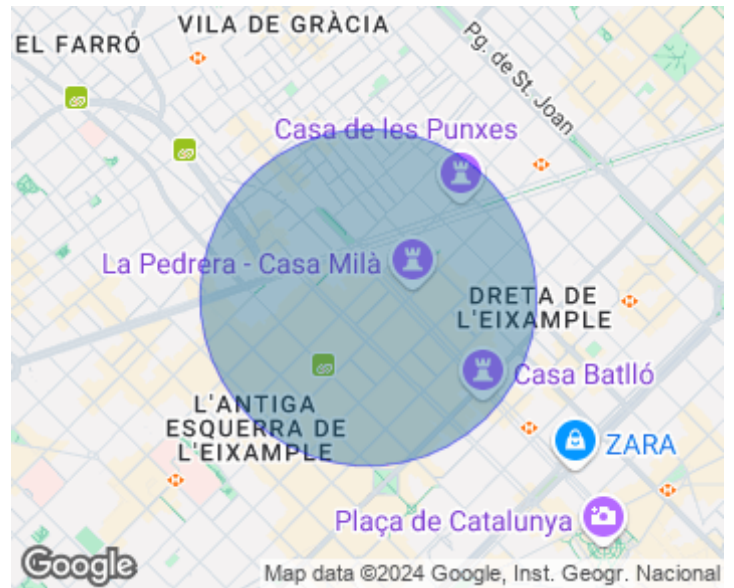 VILA DE GRÀCIA
EL FARRÓ
Pg. de St. Joan
Casa de les Punxes
La Pedrera - Casa Milà
DRETA DE
L'EIXAMPLE
Casa Batlló
L'ANTIGA
ESQUERRA DE
L'EIXAMPLE
ZARA
Plaça de Catalunya
Google
Map data ©2024 Google, Inst. Geogr. Nacional